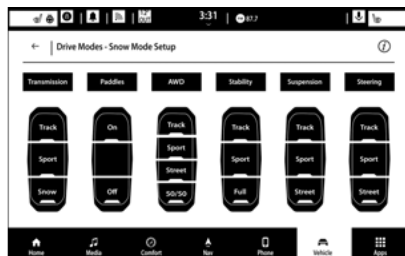 3:31
87.7
Drive Modes - Snow Mode Setup
Transmission Paddles AWD Stability Suspension Steering
Track On Track Track Track Track
Sport Sport Sport Sport Sport
Street
Snow Off 50/50 Full Street Street
Home Media Comfort Nav Phone Vehicle Apps